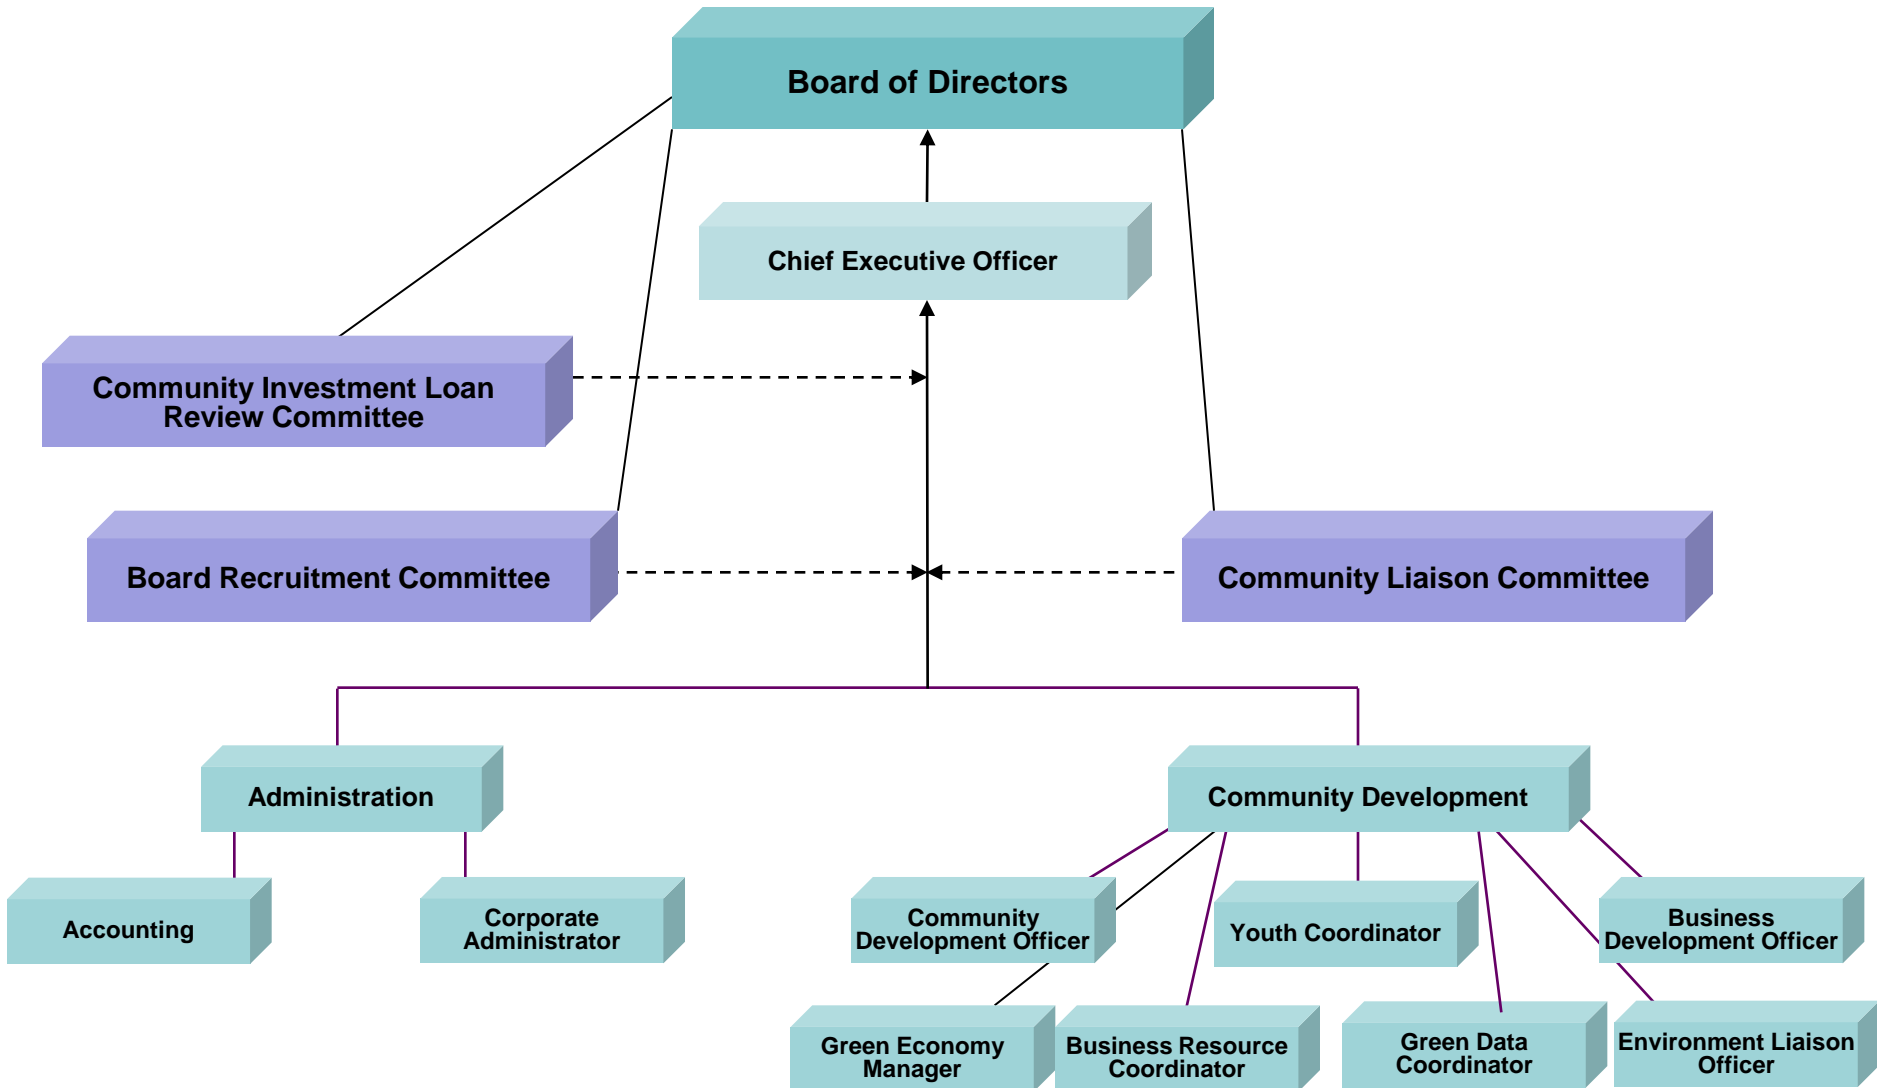 Board of Directors
Chief Executive Officer
Community Investment Loan
Review Committee
Board Recruitment Committee
Community Liaison Committee
Administration
Community Development
Accounting
Corporate
Administrator
Community
Development Officer
Youth Coordinator
Business
Development Officer
Green Economy
Manager
Business Resource
Coordinator
Green Data
Coordinator
Environment Liaison
Officer